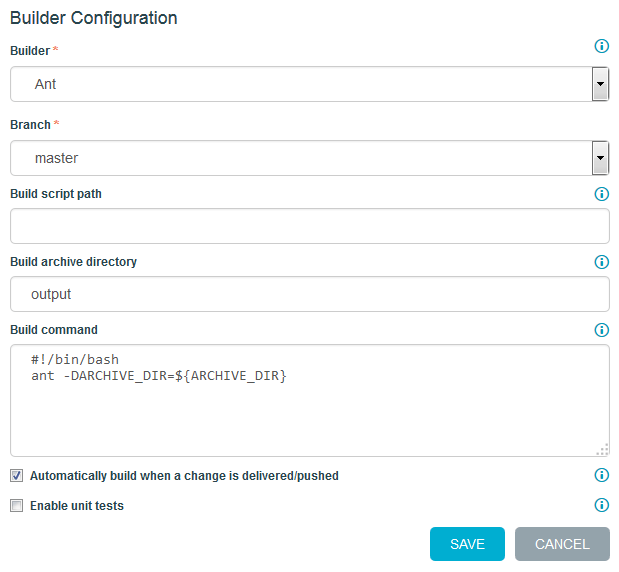 Builder Configuration
Builder *
Ant
Branch *
master
Build script path
Build archive directory
output
Build command
#!/bin/bash
ant -DARCHIVE_DIR=${ARCHIVE_DIR}
Automatically build when a change is delivered/pushed
Enable unit tests
SAVE CANCEL